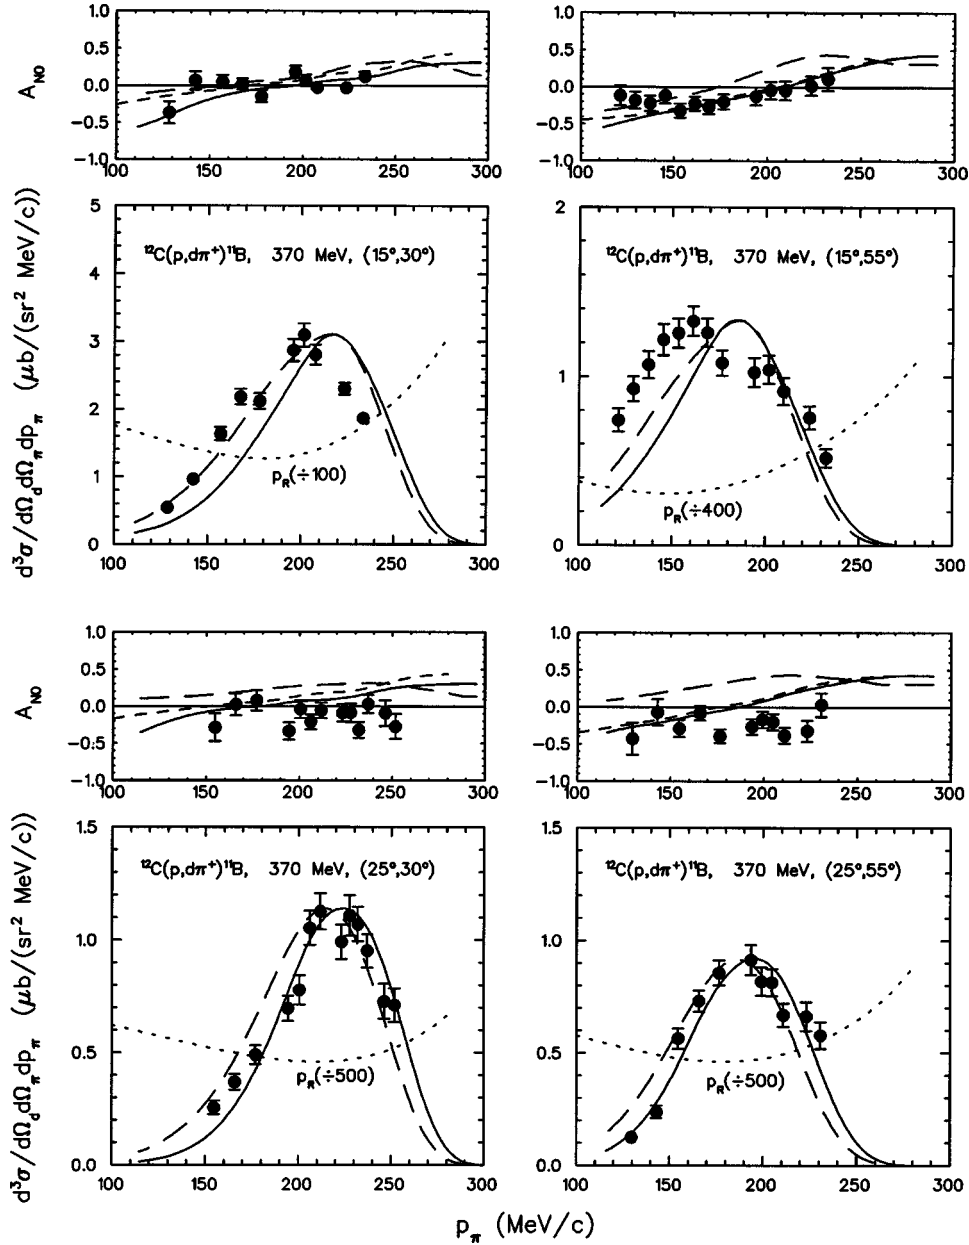 1.0 1.0
0.5 0.5
A_NO 0.0 0.0
−0.5 −0.5
−1.0 −1.0
100 150 200 250 300 100 150 200 250 300
d³σ/dΩ_d dΩ_π dp_π (μb/(sr² MeV/c))
5 2
¹²C(p,dπ⁺)¹¹B, 370 MeV, (15°,30°) ¹²C(p,dπ⁺)¹¹B, 370 MeV, (15°,55°)
4
3
1
2
p_R(÷100) p_R(÷400)
1
0 0
100 150 200 250 300 100 150 200 250 300
1.0 1.0
0.5 0.5
A_NO 0.0 0.0
−0.5 −0.5
−1.0 −1.0
100 150 200 250 300 100 150 200 250 300
d³σ/dΩ_d dΩ_π dp_π (μb/(sr² MeV/c))
1.5 1.5
¹²C(p,dπ⁺)¹¹B, 370 MeV, (25°,30°) ¹²C(p,dπ⁺)¹¹B, 370 MeV, (25°,55°)
1.0 1.0
0.5 0.5
p_R(÷500) p_R(÷500)
0.0 0.0
100 150 200 250 300 100 150 200 250 300
p_π (MeV/c)